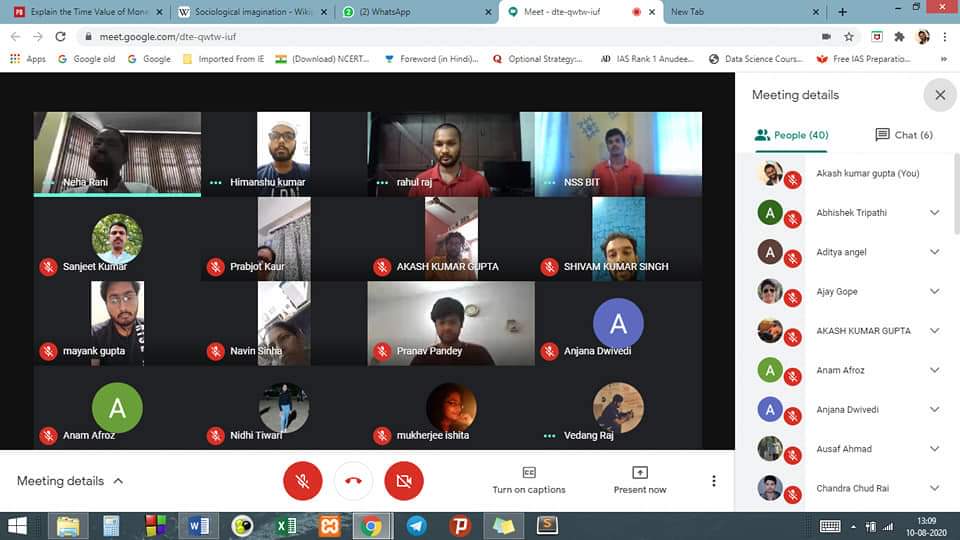 Explain the Time Value of Mone
Sociological imagination - Wikip
(2) WhatsApp
Meet - dte-qwtw-iuf
New Tab
meet.google.com/dte-qwtw-iuf
Apps
Google old
Google
Imported From IE
(Download) NCERT...
Foreword (in Hindi)...
Optional Strategy:...
IAS Rank 1 Anudee...
Data Science Cours...
Free IAS Preparatio...
Neha Rani
Himanshu kumar
rahul raj
NSS BIT
Sanjeet Kumar
Prabjot Kaur
AKASH KUMAR GUPTA
SHIVAM KUMAR SINGH
mayank gupta
Navin Sinha
Pranav Pandey
A
Anjana Dwivedi
A
Anam Afroz
Nidhi Tiwari
mukherjee ishita
Vedang Raj
Meeting details
Turn on captions
Present now
Meeting details
People (40)
Chat (6)
Akash kumar gupta (You)
A
Abhishek Tripathi
A
Aditya angel
Ajay Gope
AKASH KUMAR GUPTA
A
Anam Afroz
A
Anjana Dwivedi
Ausaf Ahmad
Chandra Chud Rai
13:09
10-08-2020